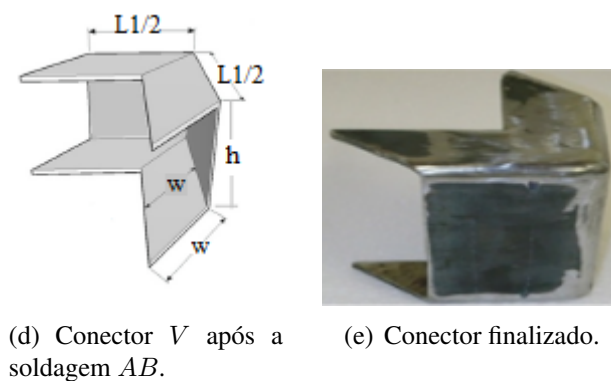 L1/2
L1/2
h
w
w
(d) Conector V após a
soldagem AB.
(e) Conector finalizado.